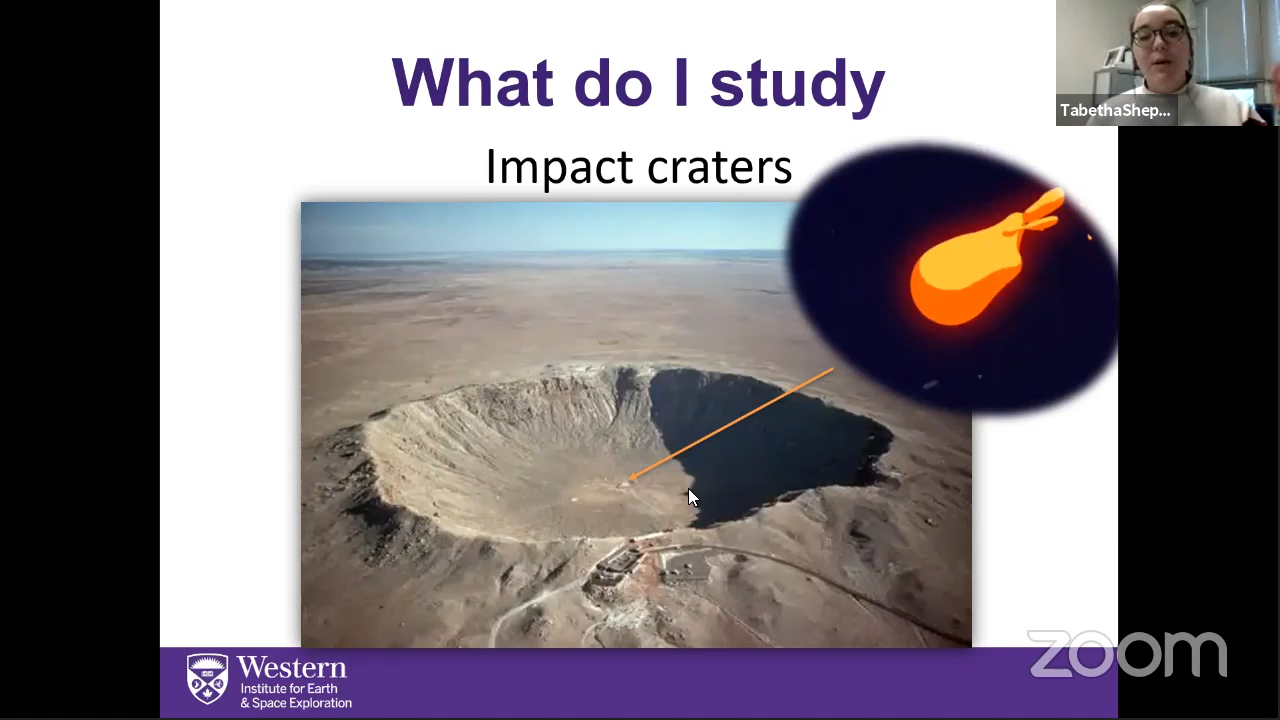 What do I study
TabethaShep...
Impact craters
Western
Institute for Earth
& Space Exploration
zoom